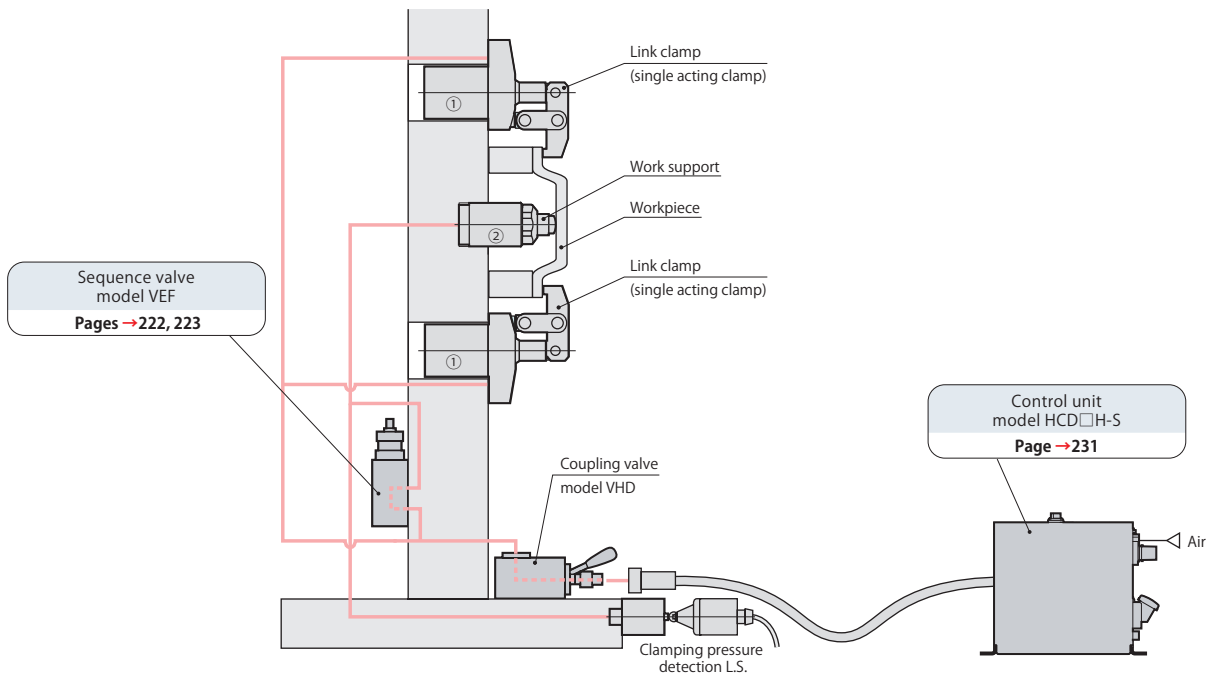 Link clamp
(single acting clamp)
①
Work support
Workpiece
②
Sequence valve
model VEF
Pages →222, 223
Link clamp
(single acting clamp)
①
Control unit
model HCD□H-S
Page →231
Coupling valve
model VHD
Air
Clamping pressure
detection L.S.